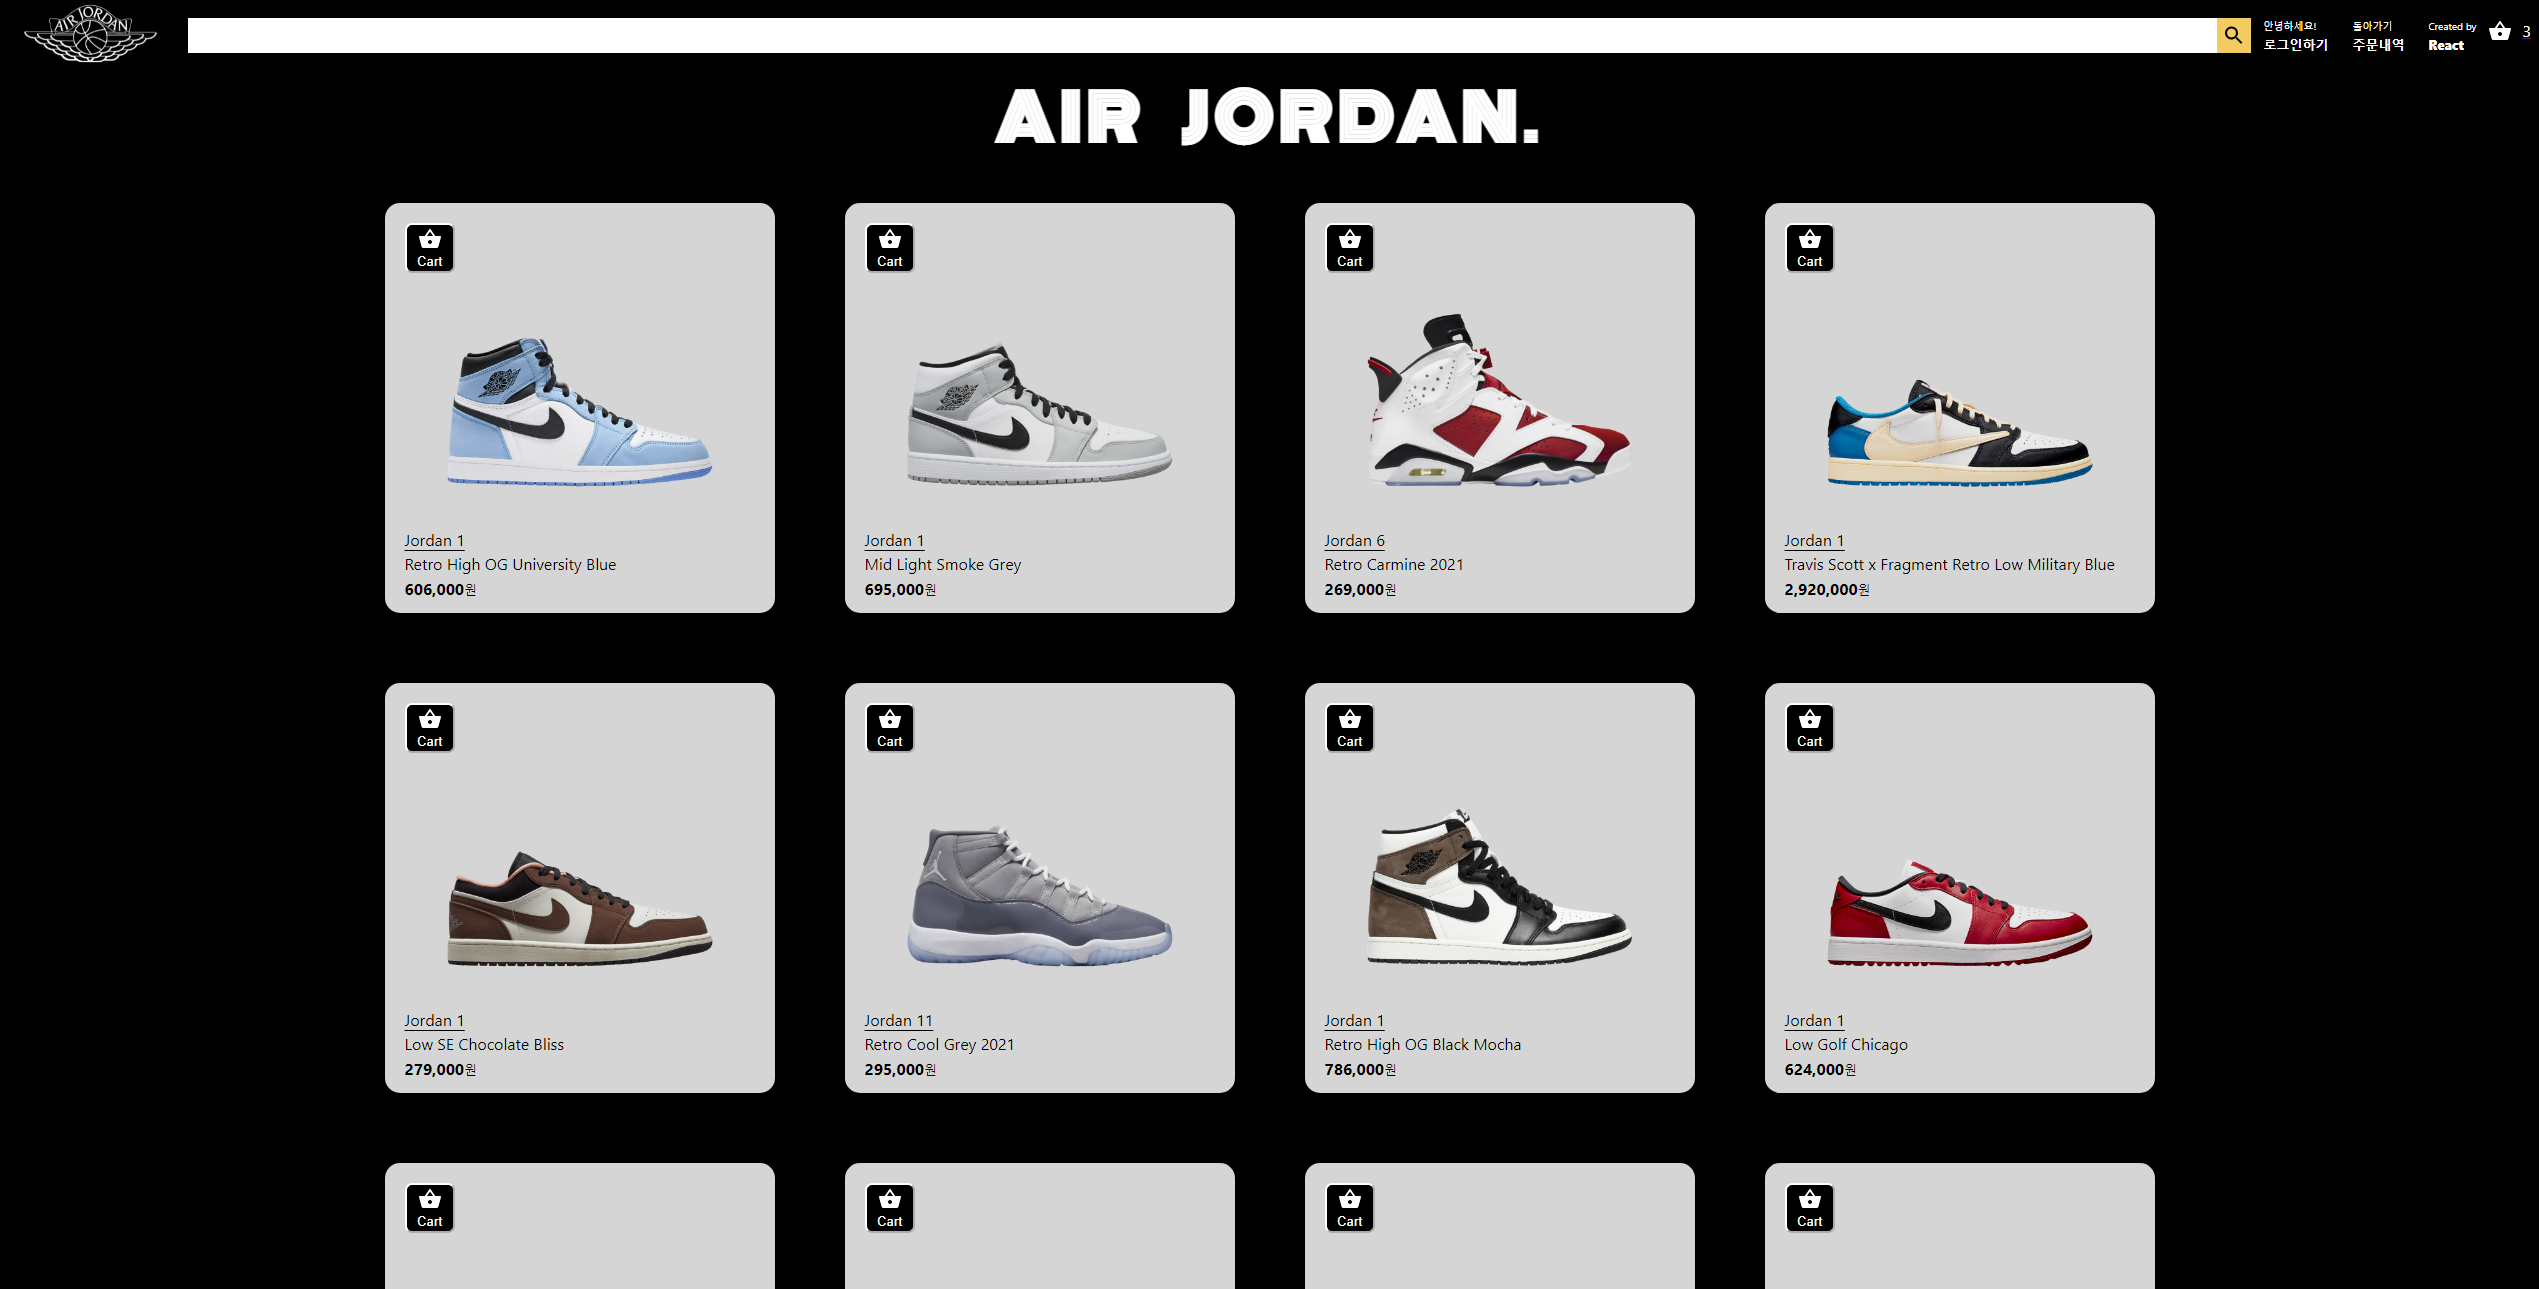 AIR JORDAN
안녕하세요!
로그인하기
돌아가기
주문내역
Created by
React
3
AIR JORDAN.
Cart
Cart
Cart
Cart
Jordan 1
Retro High OG University Blue
606,000원
Jordan 1
Mid Light Smoke Grey
695,000원
Jordan 6
Retro Carmine 2021
269,000원
Jordan 1
Travis Scott x Fragment Retro Low Military Blue
2,920,000원
Cart
Cart
Cart
Cart
Jordan 1
Low SE Chocolate Bliss
279,000원
Jordan 11
Retro Cool Grey 2021
295,000원
Jordan 1
Retro High OG Black Mocha
786,000원
Jordan 1
Low Golf Chicago
624,000원
Cart
Cart
Cart
Cart